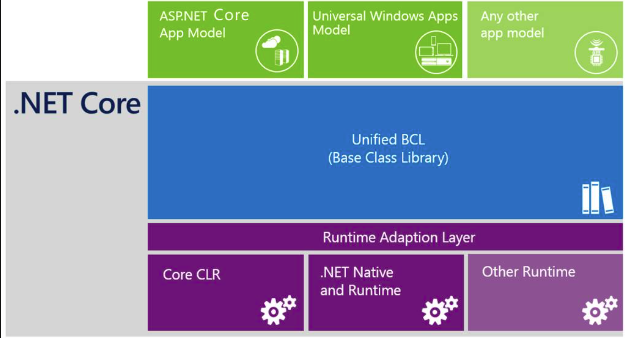 ASP.NET Core
App Model
Universal Windows Apps
Model
Any other
app model
.NET Core
Unified BCL
(Base Class Library)
Runtime Adaption Layer
Core CLR
.NET Native
and Runtime
Other Runtime